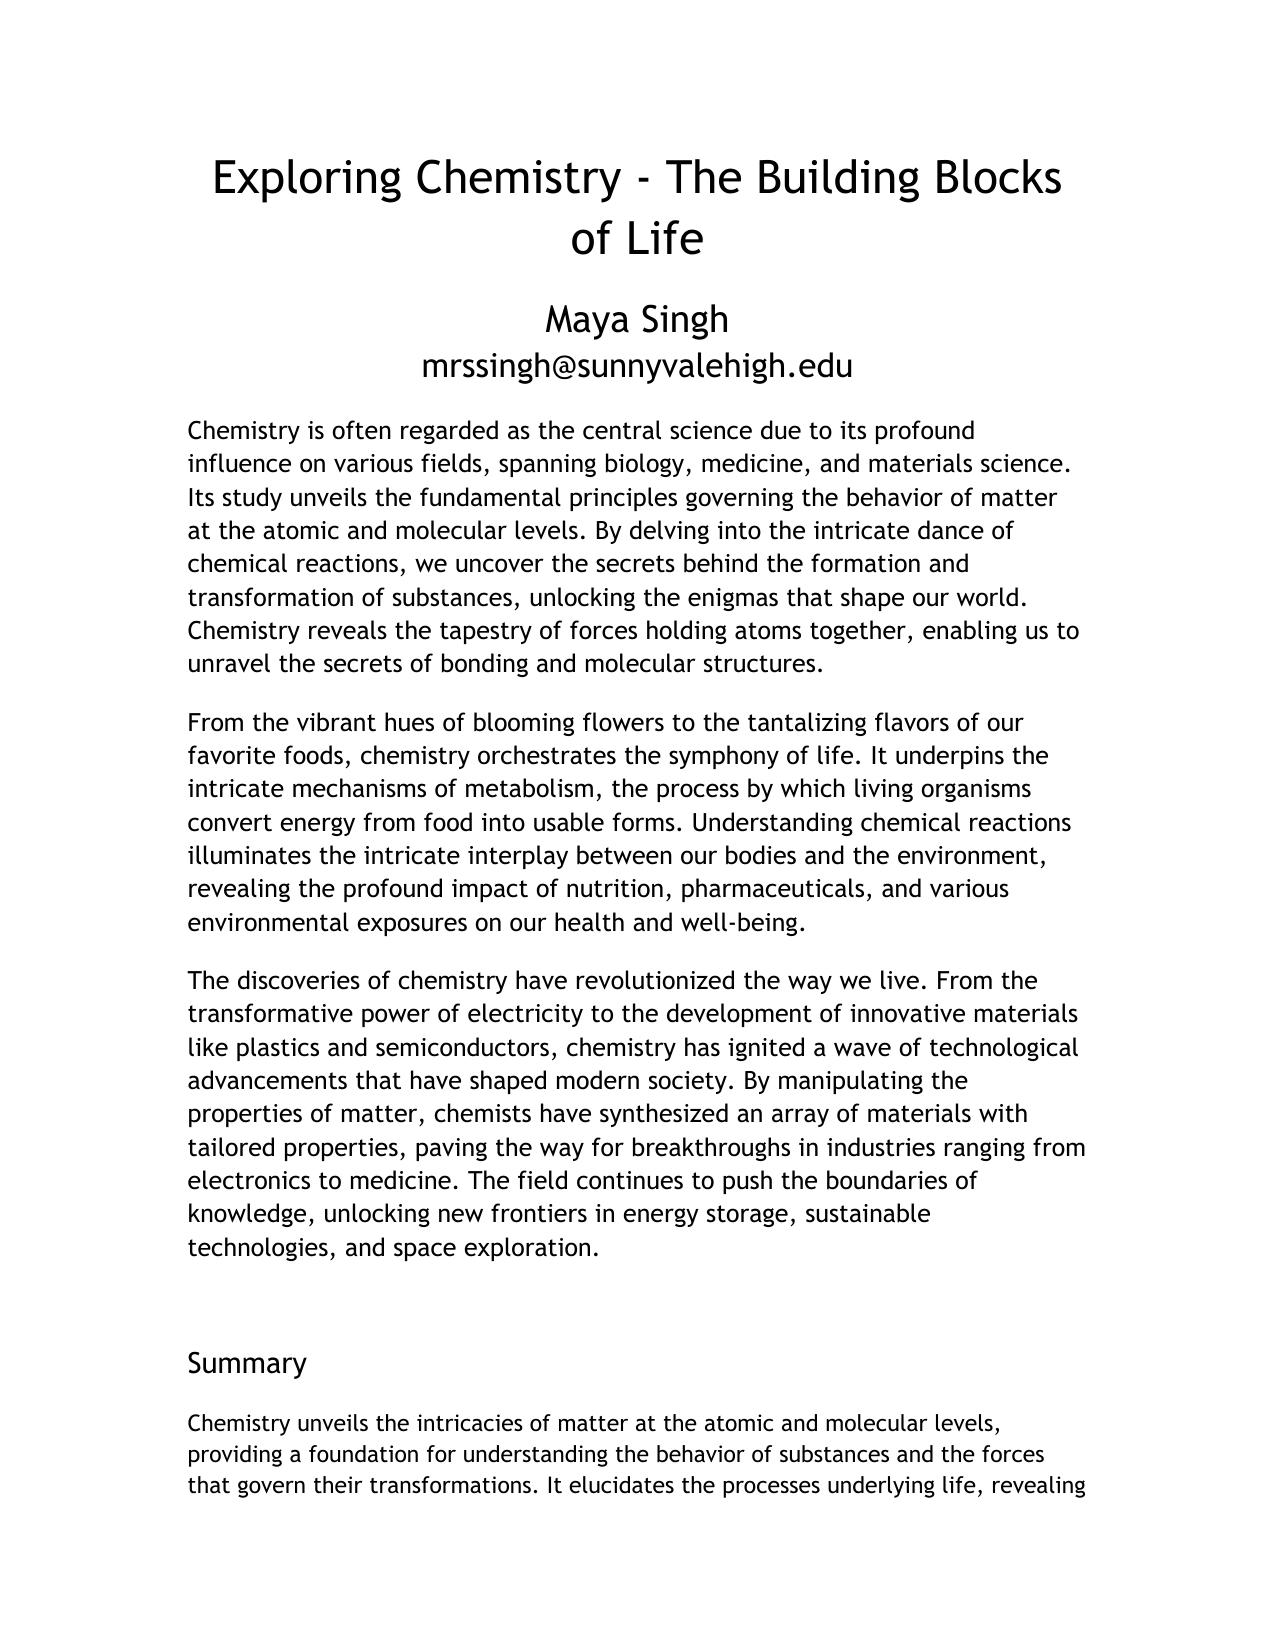 Exploring Chemistry - The Building Blocks
of Life
Maya Singh
mrssingh@sunnyvalehigh.edu
Chemistry is often regarded as the central science due to its profound
influence on various fields, spanning biology, medicine, and materials science.
Its study unveils the fundamental principles governing the behavior of matter
at the atomic and molecular levels. By delving into the intricate dance of
chemical reactions, we uncover the secrets behind the formation and
transformation of substances, unlocking the enigmas that shape our world.
Chemistry reveals the tapestry of forces holding atoms together, enabling us to
unravel the secrets of bonding and molecular structures.
From the vibrant hues of blooming flowers to the tantalizing flavors of our
favorite foods, chemistry orchestrates the symphony of life. It underpins the
intricate mechanisms of metabolism, the process by which living organisms
convert energy from food into usable forms. Understanding chemical reactions
illuminates the intricate interplay between our bodies and the environment,
revealing the profound impact of nutrition, pharmaceuticals, and various
environmental exposures on our health and well-being.
The discoveries of chemistry have revolutionized the way we live. From the
transformative power of electricity to the development of innovative materials
like plastics and semiconductors, chemistry has ignited a wave of technological
advancements that have shaped modern society. By manipulating the
properties of matter, chemists have synthesized an array of materials with
tailored properties, paving the way for breakthroughs in industries ranging from
electronics to medicine. The field continues to push the boundaries of
knowledge, unlocking new frontiers in energy storage, sustainable
technologies, and space exploration.
Summary
Chemistry unveils the intricacies of matter at the atomic and molecular levels,
providing a foundation for understanding the behavior of substances and the forces
that govern their transformations. It elucidates the processes underlying life, revealing